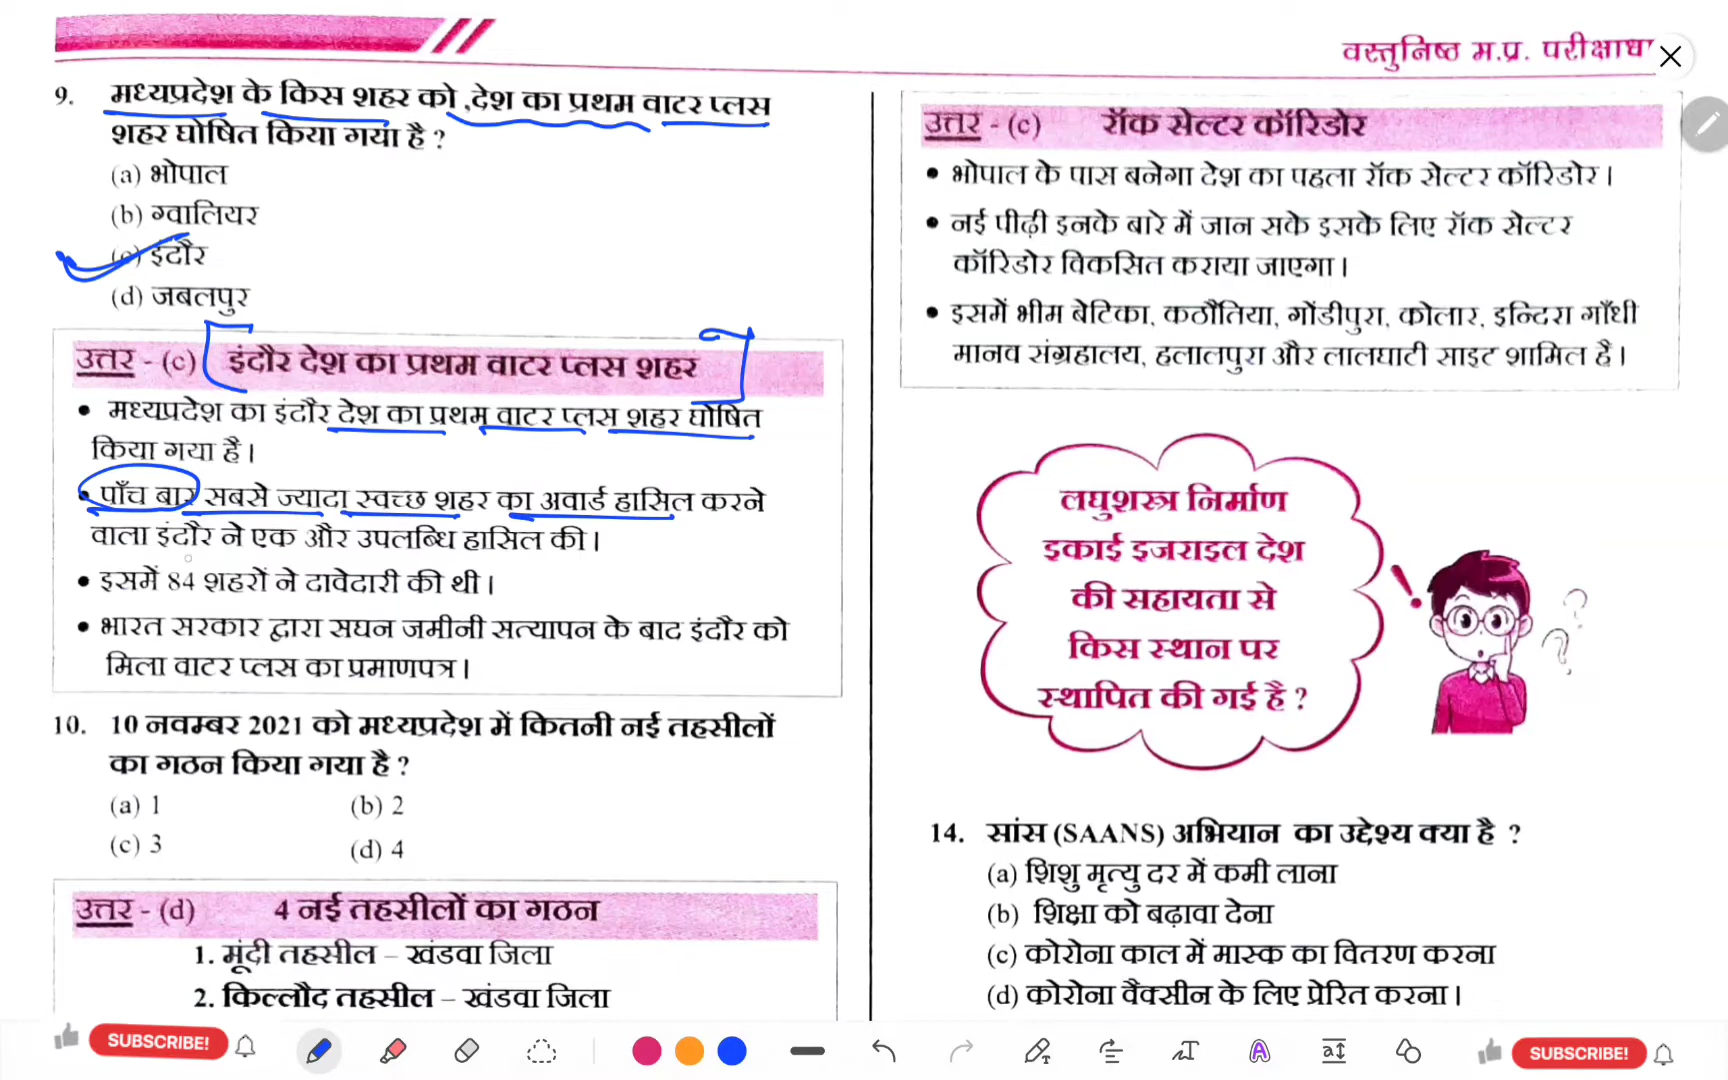 वस्तुनिष्ठ म.प्र. परीक्षाधा
9. मध्यप्रदेश के किस शहर को ,देश का प्रथम वाटर प्लस
शहर घोषित किया गया है ?
(a) भोपाल
(b) ग्वालियर
(c) इंदौर
(d) जबलपुर
उत्तर - (c) इंदौर देश का प्रथम वाटर प्लस शहर
• मध्यप्रदेश का इंदौर देश का प्रथम वाटर प्लस शहर घोषित
किया गया है।
• पाँच बार सबसे ज्यादा स्वच्छ शहर का अवार्ड हासिल करने
वाला इंदौर ने एक और उपलब्धि हासिल की।
• इसमें 84 शहरों ने दावेदारी की थी।
• भारत सरकार द्वारा सघन जमीनी सत्यापन के बाद इंदौर को
मिला वाटर प्लस का प्रमाणपत्र।
10. 10 नवम्बर 2021 को मध्यप्रदेश में कितनी नई तहसीलों
का गठन किया गया है ?
(a) 1 (b) 2
(c) 3 (d) 4
उत्तर - (d) 4 नई तहसीलों का गठन
1. मूंदी तहसील – खंडवा जिला
2. किल्लौद तहसील – खंडवा जिला
उत्तर - (c) रॉक सेल्टर कॉरिडोर
• भोपाल के पास बनेगा देश का पहला रॉक सेल्टर कॉरिडोर।
• नई पीढ़ी इनके बारे में जान सके इसके लिए रॉक सेल्टर
कॉरिडोर विकसित कराया जाएगा।
• इसमें भीम बेटिका, कठौतिया, गोंडीपुरा, कोलार, इन्दिरा गाँधी
मानव संग्रहालय, हलालपुरा और लालघाटी साइट शामिल है।
लघुशस्त्र निर्माण
इकाई इजराइल देश
की सहायता से
किस स्थान पर
स्थापित की गई है ?
14. सांस (SAANS) अभियान का उद्देश्य क्या है ?
(a) शिशु मृत्यु दर में कमी लाना
(b) शिक्षा को बढ़ावा देना
(c) कोरोना काल में मास्क का वितरण करना
(d) कोरोना वैक्सीन के लिए प्रेरित करना।
SUBSCRIBE!
SUBSCRIBE!